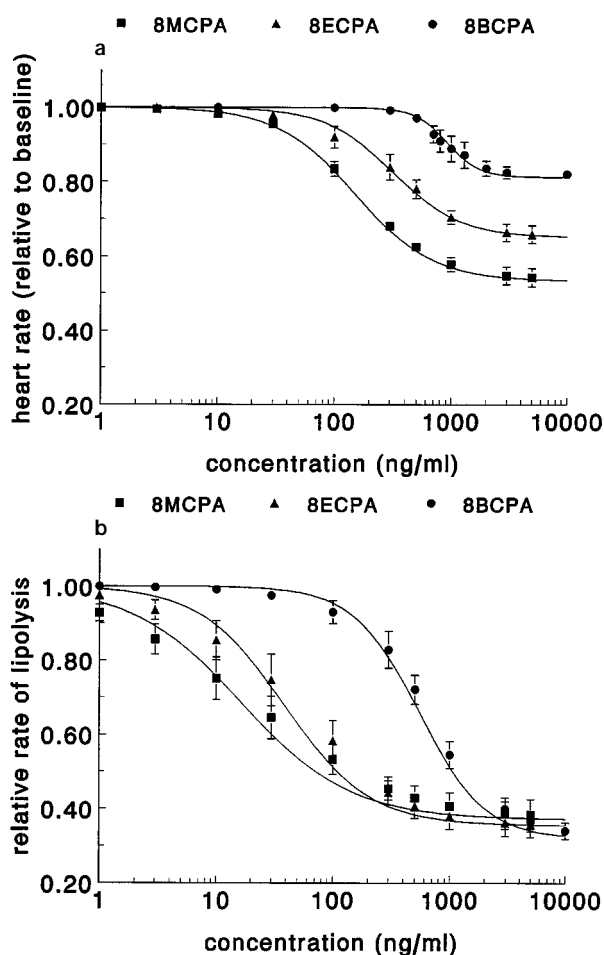 ■ 8MCPA ▲ 8ECPA ● 8BCPA
a
heart rate (relative to baseline)
1.00
0.80
0.60
0.40
0.20
1 10 100 1000 10000
concentration (ng/ml)
■ 8MCPA ▲ 8ECPA ● 8BCPA
b
relative rate of lipolysis
1.00
0.80
0.60
0.40
0.20
1 10 100 1000 10000
concentration (ng/ml)